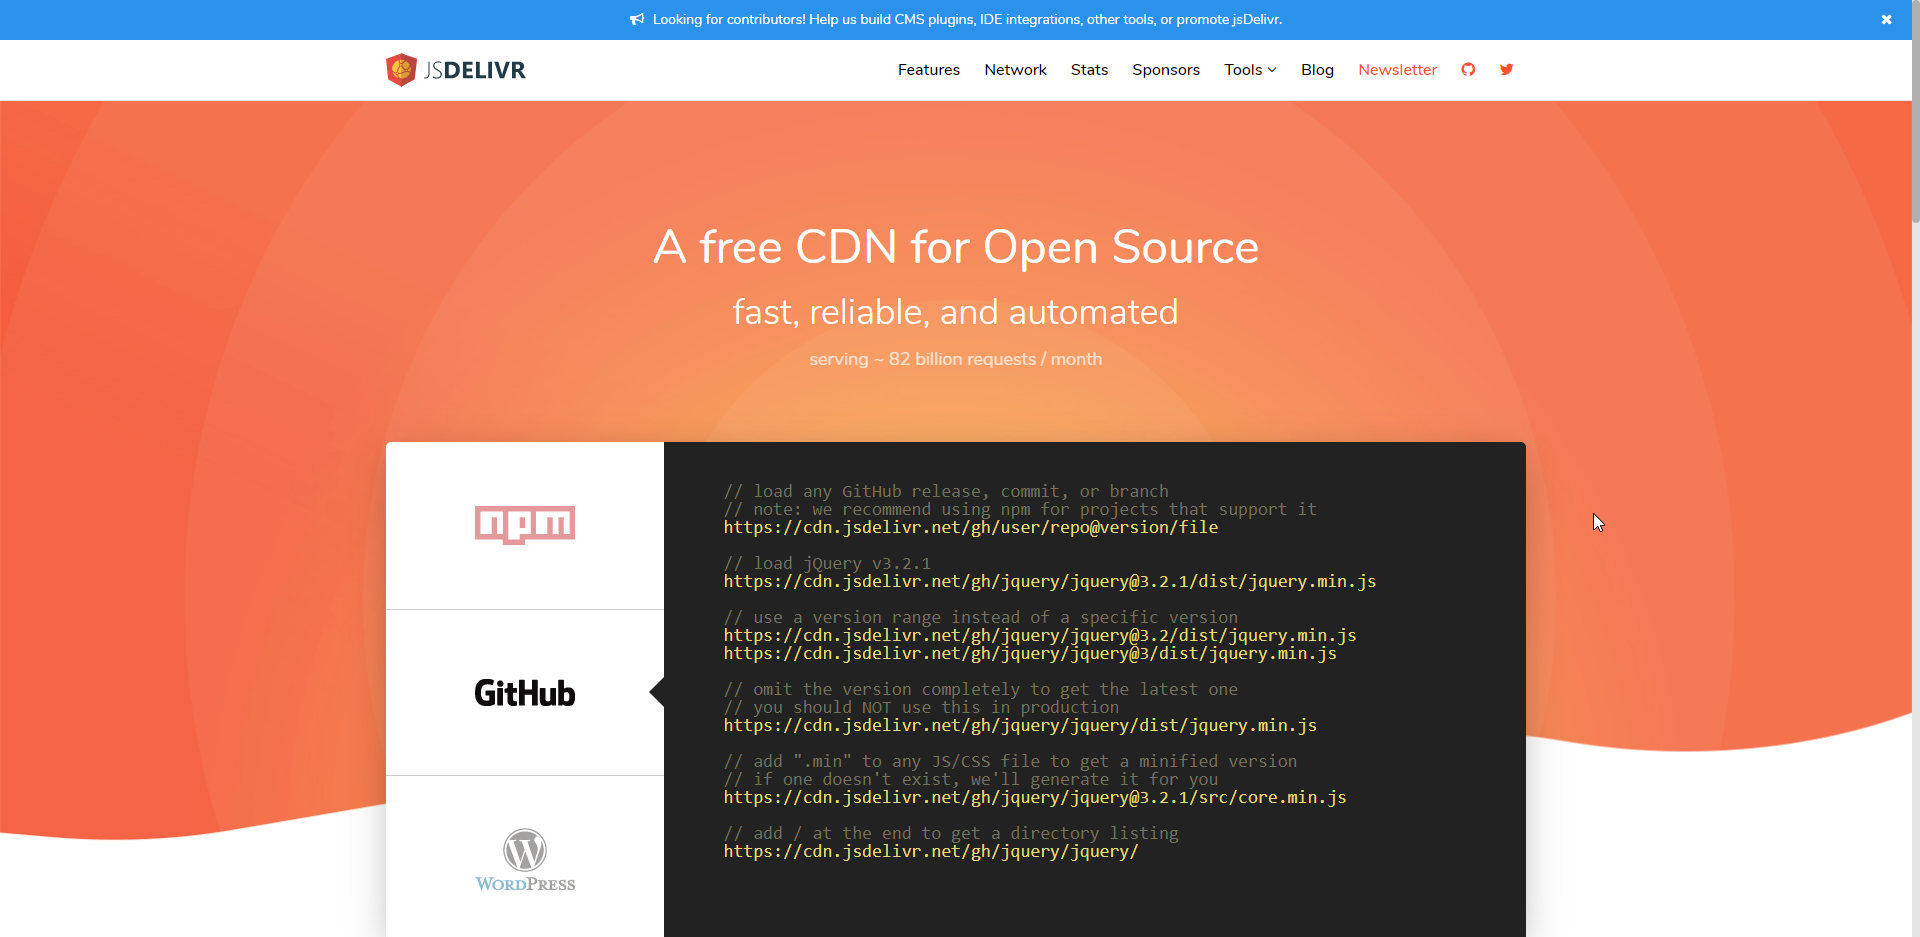 Looking for contributors! Help us build CMS plugins, IDE integrations, other tools, or promote jsDelivr.
JSDELIVR
Features Network Stats Sponsors Tools Blog Newsletter
A free CDN for Open Source
fast, reliable, and automated
serving ~ 82 billion requests / month
npm
GitHub
WORDPRESS
// load any GitHub release, commit, or branch
// note: we recommend using npm for projects that support it
https://cdn.jsdelivr.net/gh/user/repo@version/file
// load jQuery v3.2.1
https://cdn.jsdelivr.net/gh/jquery/jquery@3.2.1/dist/jquery.min.js
// use a version range instead of a specific version
https://cdn.jsdelivr.net/gh/jquery/jquery@3.2/dist/jquery.min.js
https://cdn.jsdelivr.net/gh/jquery/jquery@3/dist/jquery.min.js
// omit the version completely to get the latest one
// you should NOT use this in production
https://cdn.jsdelivr.net/gh/jquery/jquery/dist/jquery.min.js
// add ".min" to any JS/CSS file to get a minified version
// if one doesn't exist, we'll generate it for you
https://cdn.jsdelivr.net/gh/jquery/jquery@3.2.1/src/core.min.js
// add / at the end to get a directory listing
https://cdn.jsdelivr.net/gh/jquery/jquery/